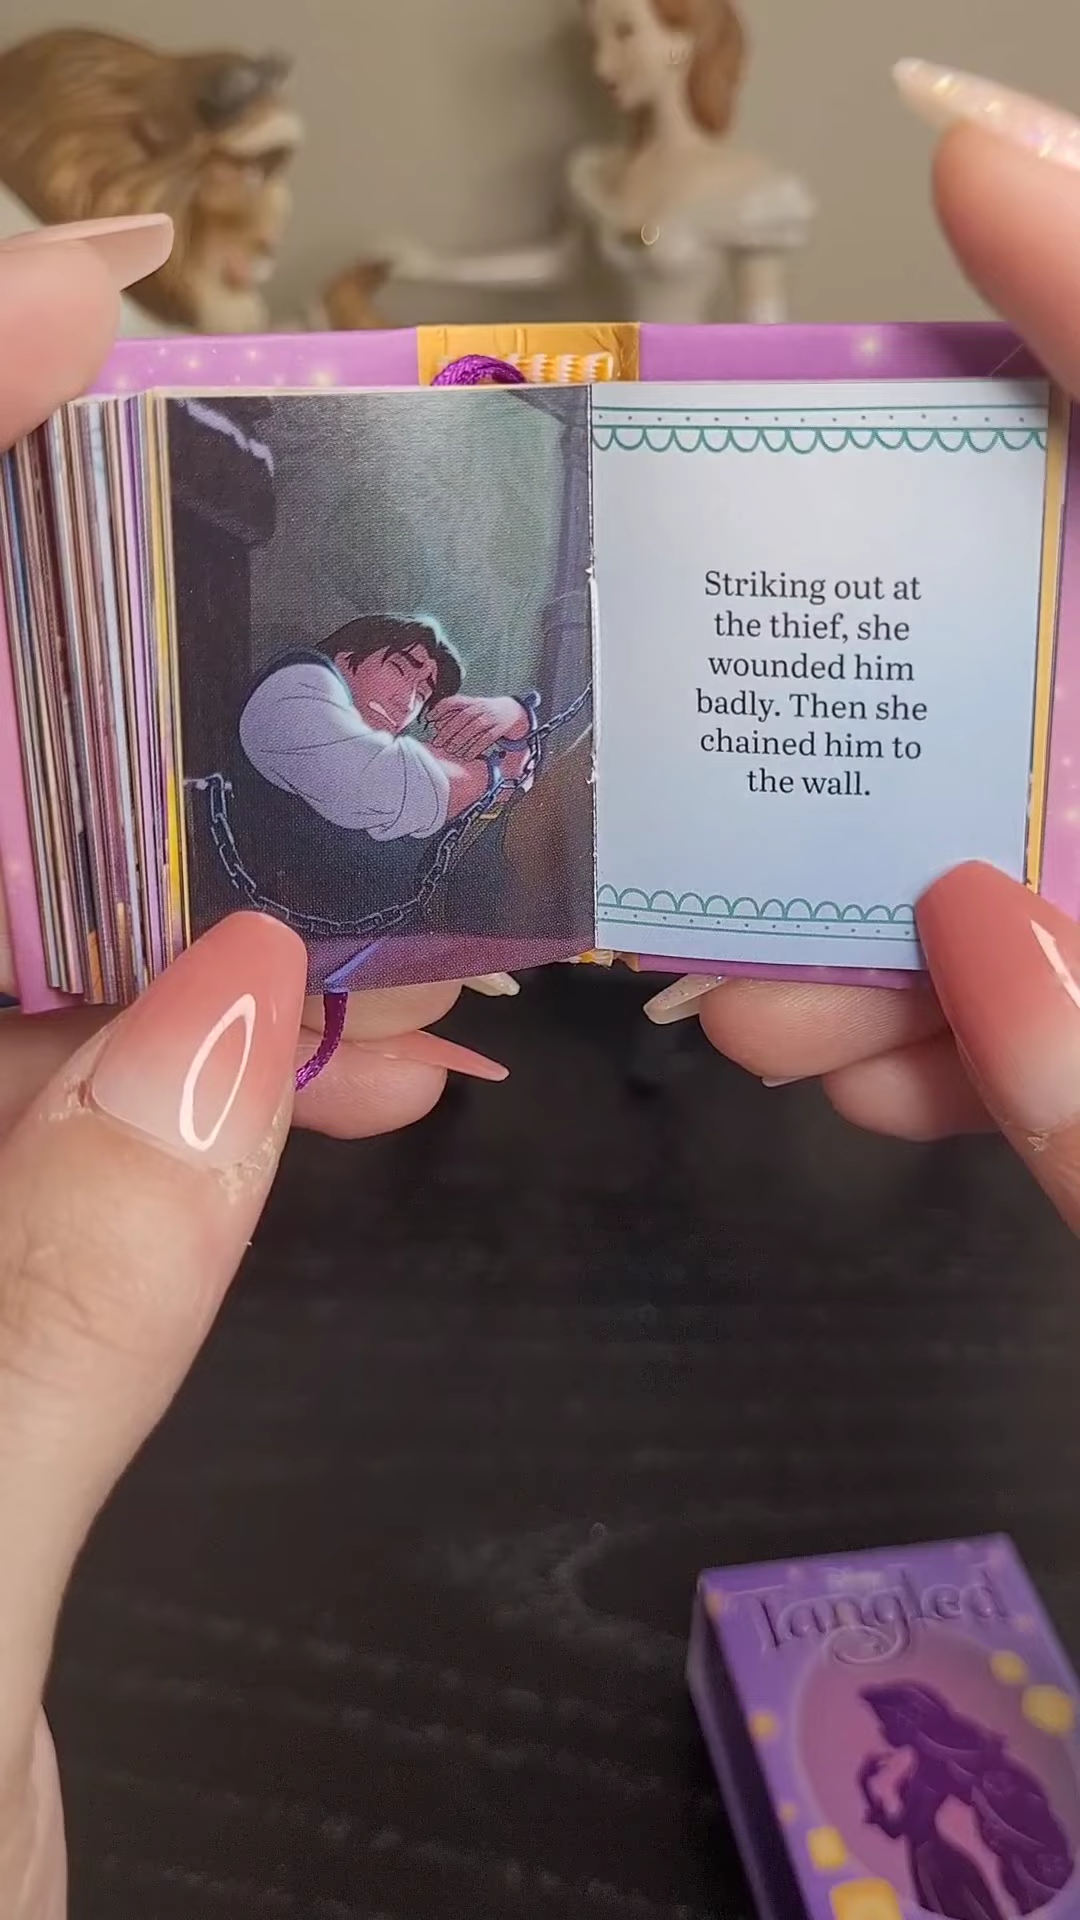 Striking out at
the thief, she
wounded him
badly. Then she
chained him to
the wall.
Tangled